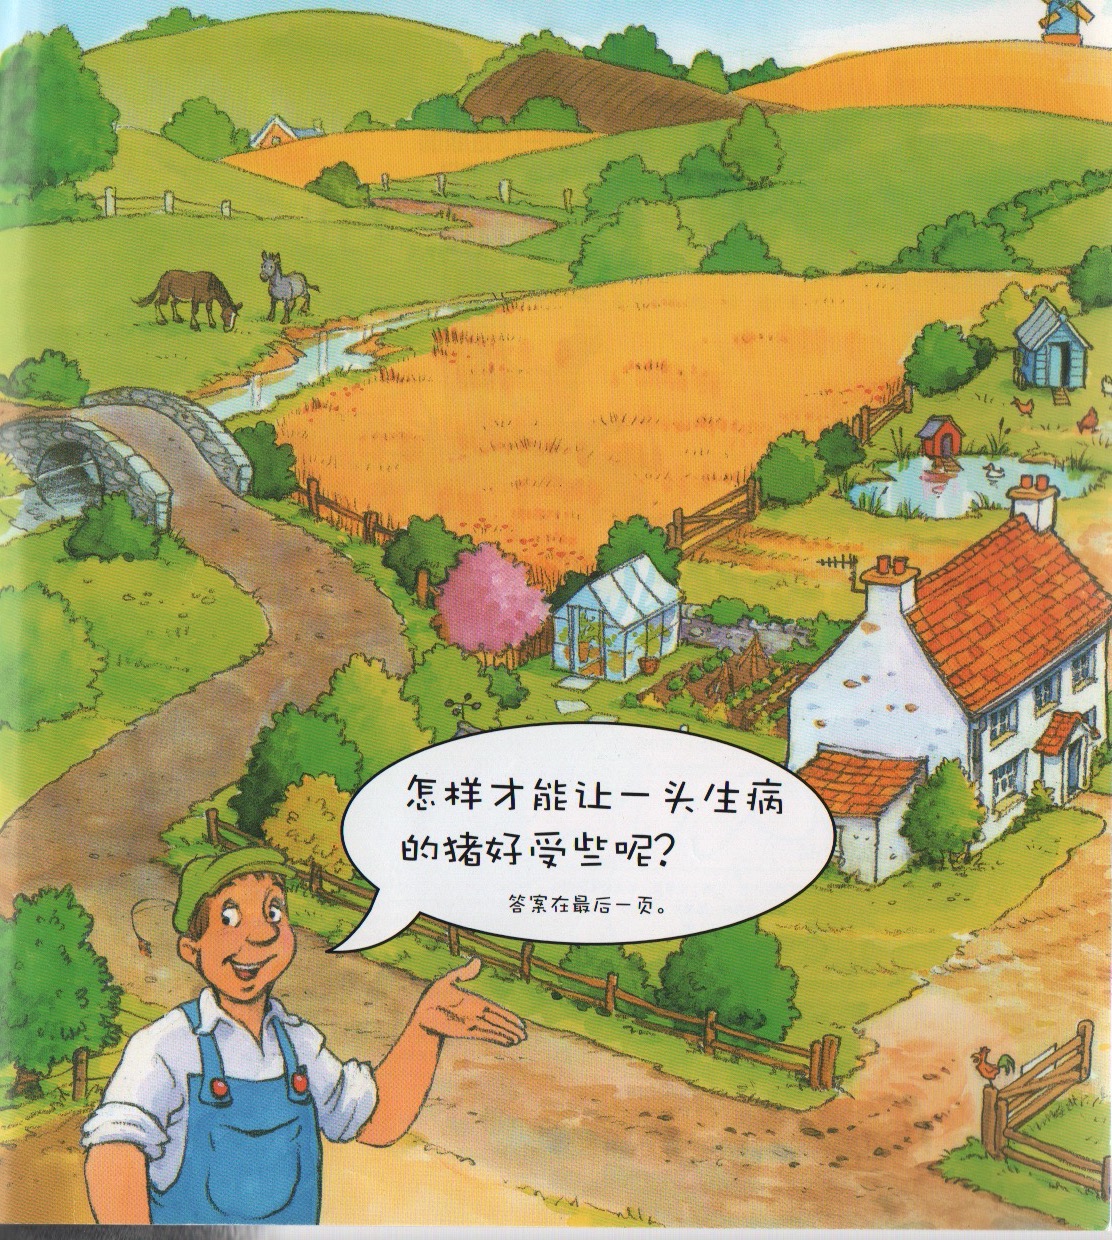 怎样才能让一头生病
的猪好受些呢?
答案在最后一页。